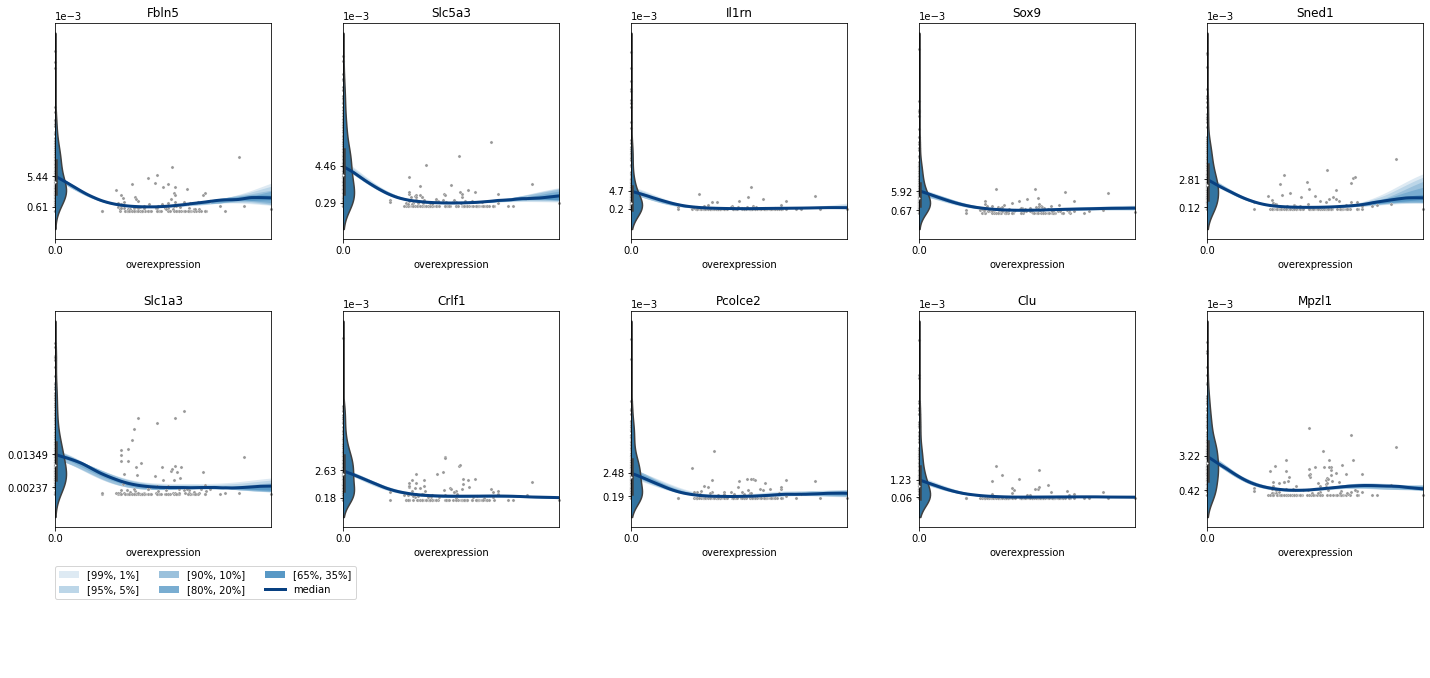 Fbln5 Slc5a3 Il1rn Sox9 Sned1
1e−3 1e−3 1e−3 1e−3 1e−3
5.44 4.46 4.7 5.92 2.81
0.61 0.29 0.2 0.67 0.12
0.0 0.0 0.0 0.0 0.0
overexpression overexpression overexpression overexpression overexpression
Slc1a3 Crlf1 Pcolce2 Clu Mpzl1
1e−3 1e−3 1e−3 1e−3
0.01349 2.63 2.48 1.23 3.22
0.00237 0.18 0.19 0.06 0.42
0.0 0.0 0.0 0.0 0.0
overexpression overexpression overexpression overexpression overexpression
[99%, 1%] [90%, 10%] [65%, 35%]
[95%, 5%] [80%, 20%] median